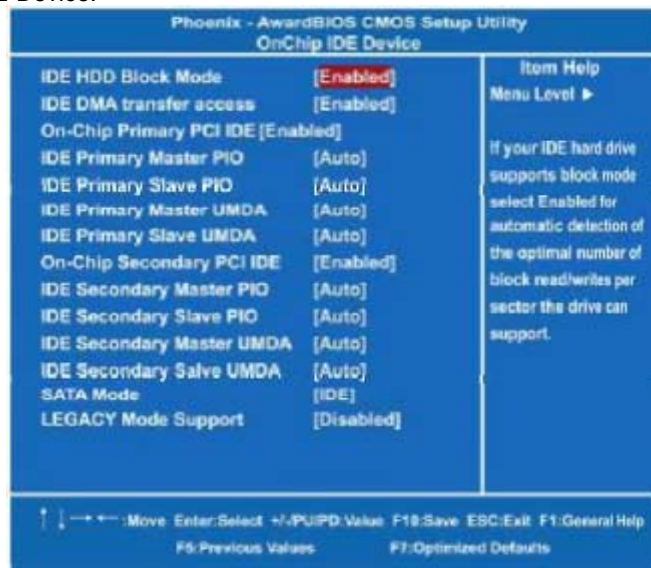 Phoenix - AwardBIOS CMOS Setup Utility
OnChip IDE Device
IDE HDD Block Mode [Enabled]
IDE DMA transfer access [Enabled]
On-Chip Primary PCI IDE [Enabled]
IDE Primary Master PIO [Auto]
IDE Primary Slave PIO [Auto]
IDE Primary Master UMDA [Auto]
IDE Primary Slave UMDA [Auto]
On-Chip Secondary PCI IDE [Enabled]
IDE Secondary Master PIO [Auto]
IDE Secondary Slave PIO [Auto]
IDE Secondary Master UMDA [Auto]
IDE Secondary Salve UMDA [Auto]
SATA Mode [IDE]
LEGACY Mode Support [Disabled]
Item Help
Menu Level ►
If your IDE hard drive
supports block mode
select Enabled for
automatic detection of
the optimal number of
block read/writes per
sector the drive can
support.
↑ ↓ → ← :Move Enter:Select +/-/PU/PD:Value F10:Save ESC:Exit F1:General Help
F5:Previous Values F7:Optimized Defaults